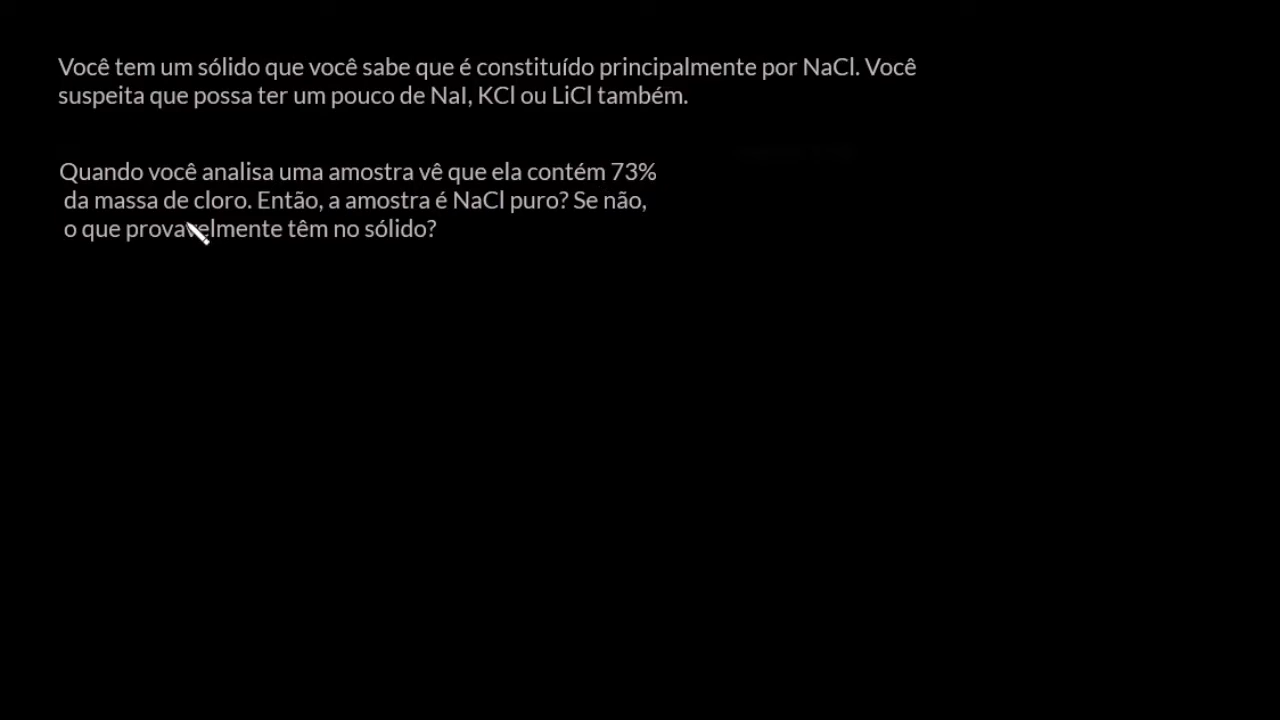 Você tem um sólido que você sabe que é constituído principalmente por NaCl. Você
suspeita que possa ter um pouco de NaI, KCl ou LiCl também.
Quando você analisa uma amostra vê que ela contém 73%
da massa de cloro. Então, a amostra é NaCl puro? Se não,
o que provavelmente têm no sólido?